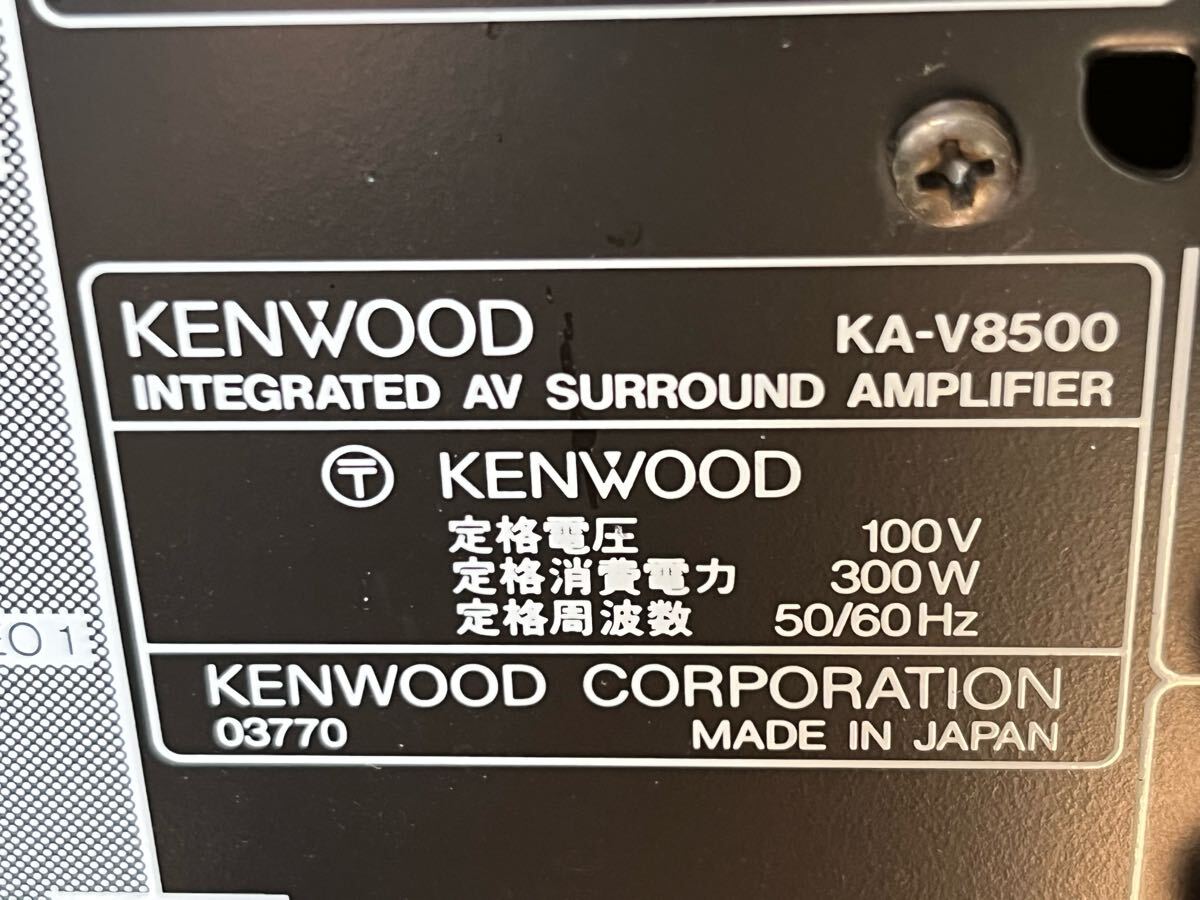 KENWOOD KA-V8500
INTEGRATED AV SURROUND AMPLIFIER
〒 KENWOOD
定格電圧 100V
定格消費電力 300W
定格周波数 50/60Hz
KENWOOD CORPORATION
03770 MADE IN JAPAN
01